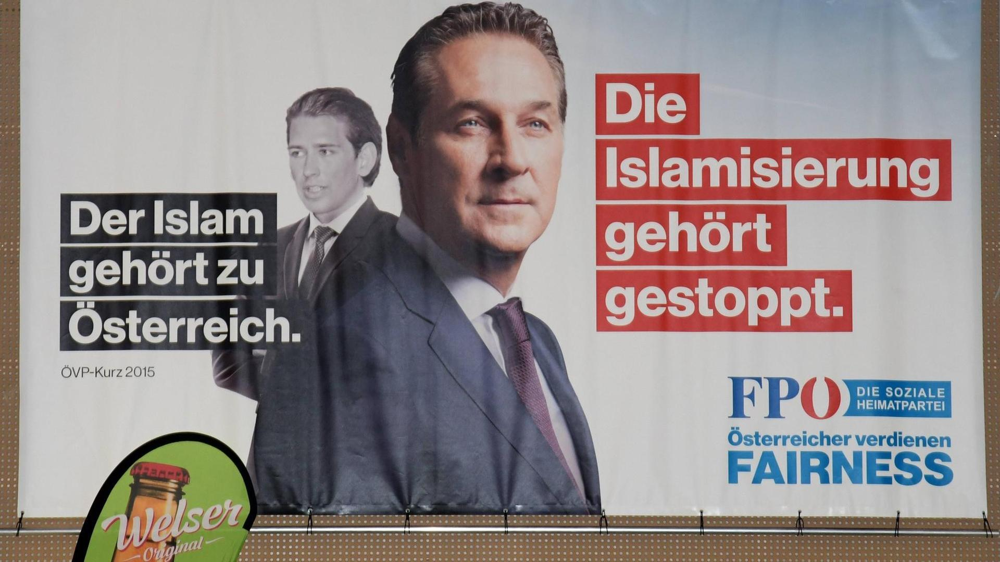 Der Islam
gehört zu
Österreich.
ÖVP-Kurz 2015
Die
Islamisierung
gehört
gestoppt.
FPÖ
DIE SOZIALE
HEIMATPARTEI
Österreicher verdienen
FAIRNESS
Welser
Original